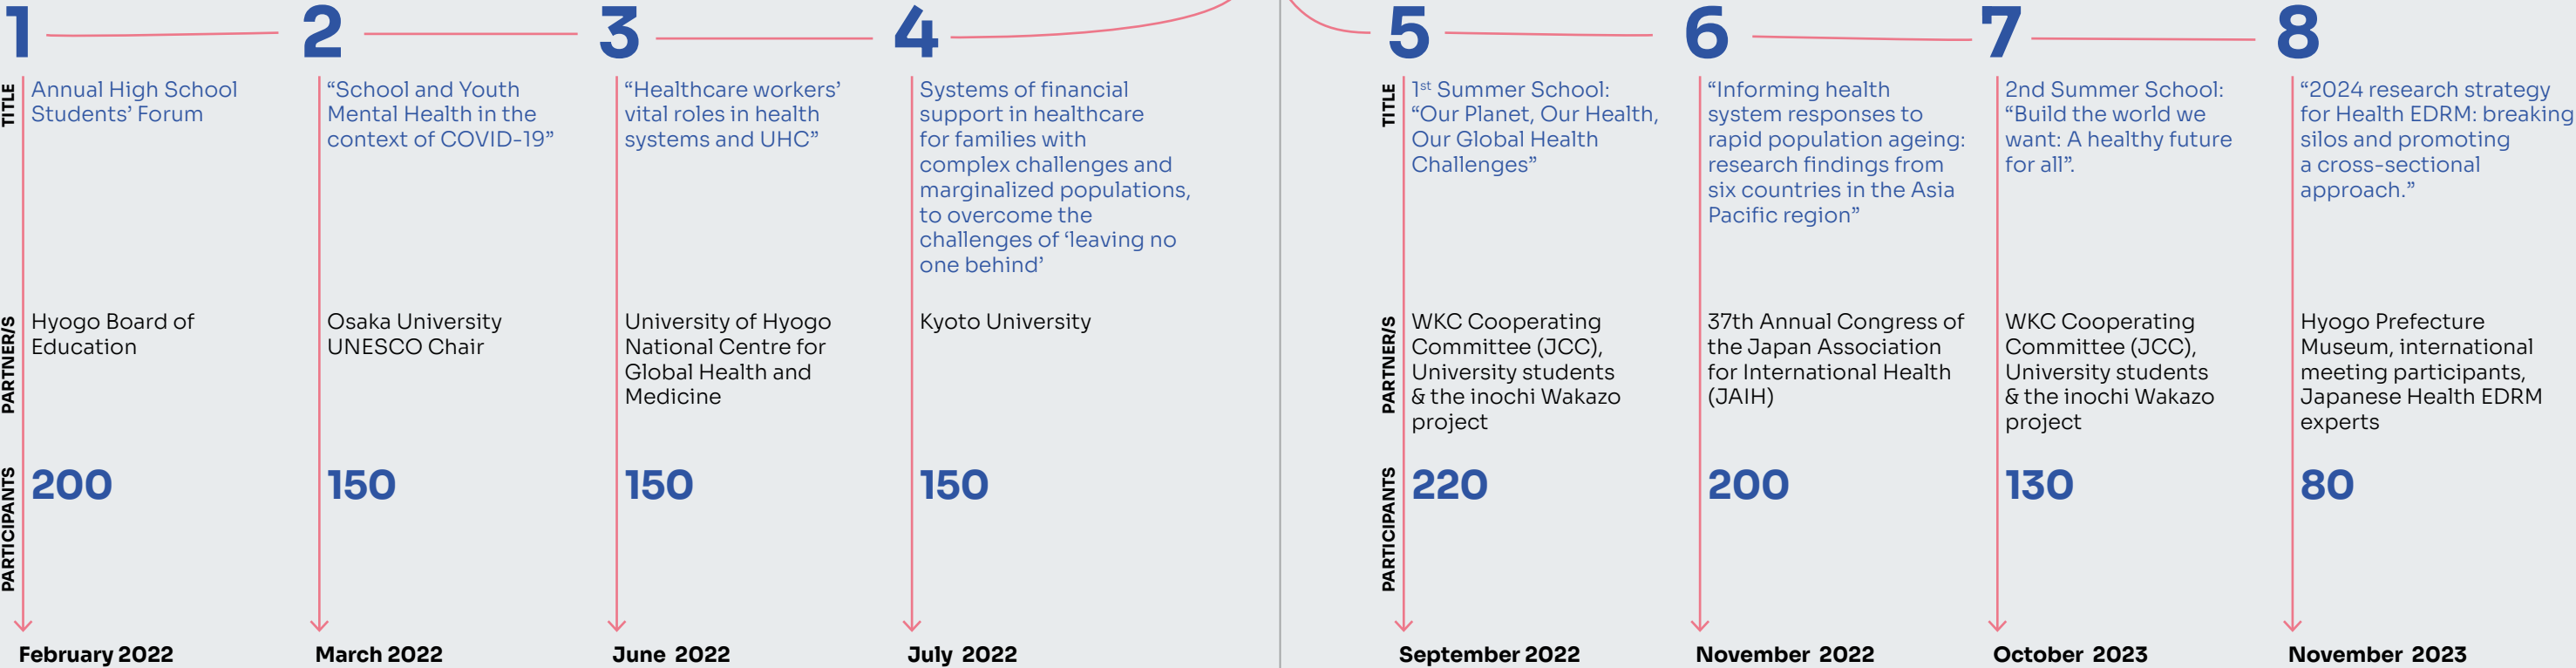 1
TITLE
Annual High School
Students’ Forum
PARTNER/S
Hyogo Board of
Education
PARTICIPANTS
200
February 2022
2
“School and Youth
Mental Health in the
context of COVID-19”
Osaka University
UNESCO Chair
150
March 2022
3
“Healthcare workers’
vital roles in health
systems and UHC”
University of Hyogo
National Centre for
Global Health and
Medicine
150
June 2022
4
Systems of financial
support in healthcare
for families with
complex challenges and
marginalized populations,
to overcome the
challenges of ‘leaving no
one behind’
Kyoto University
150
July 2022
5
TITLE
1st Summer School:
“Our Planet, Our Health,
Our Global Health
Challenges”
PARTNER/S
WKC Cooperating
Committee (JCC),
University students
& the inochi Wakazo
project
PARTICIPANTS
220
September 2022
6
“Informing health
system responses to
rapid population ageing:
research findings from
six countries in the Asia
Pacific region”
37th Annual Congress of
the Japan Association
for International Health
(JAIH)
200
November 2022
7
2nd Summer School:
“Build the world we
want: A healthy future
for all”.
WKC Cooperating
Committee (JCC),
University students
& the inochi Wakazo
project
130
October 2023
8
“2024 research strategy
for Health EDRM: breaking
silos and promoting
a cross-sectional
approach.”
Hyogo Prefecture
Museum, international
meeting participants,
Japanese Health EDRM
experts
80
November 2023